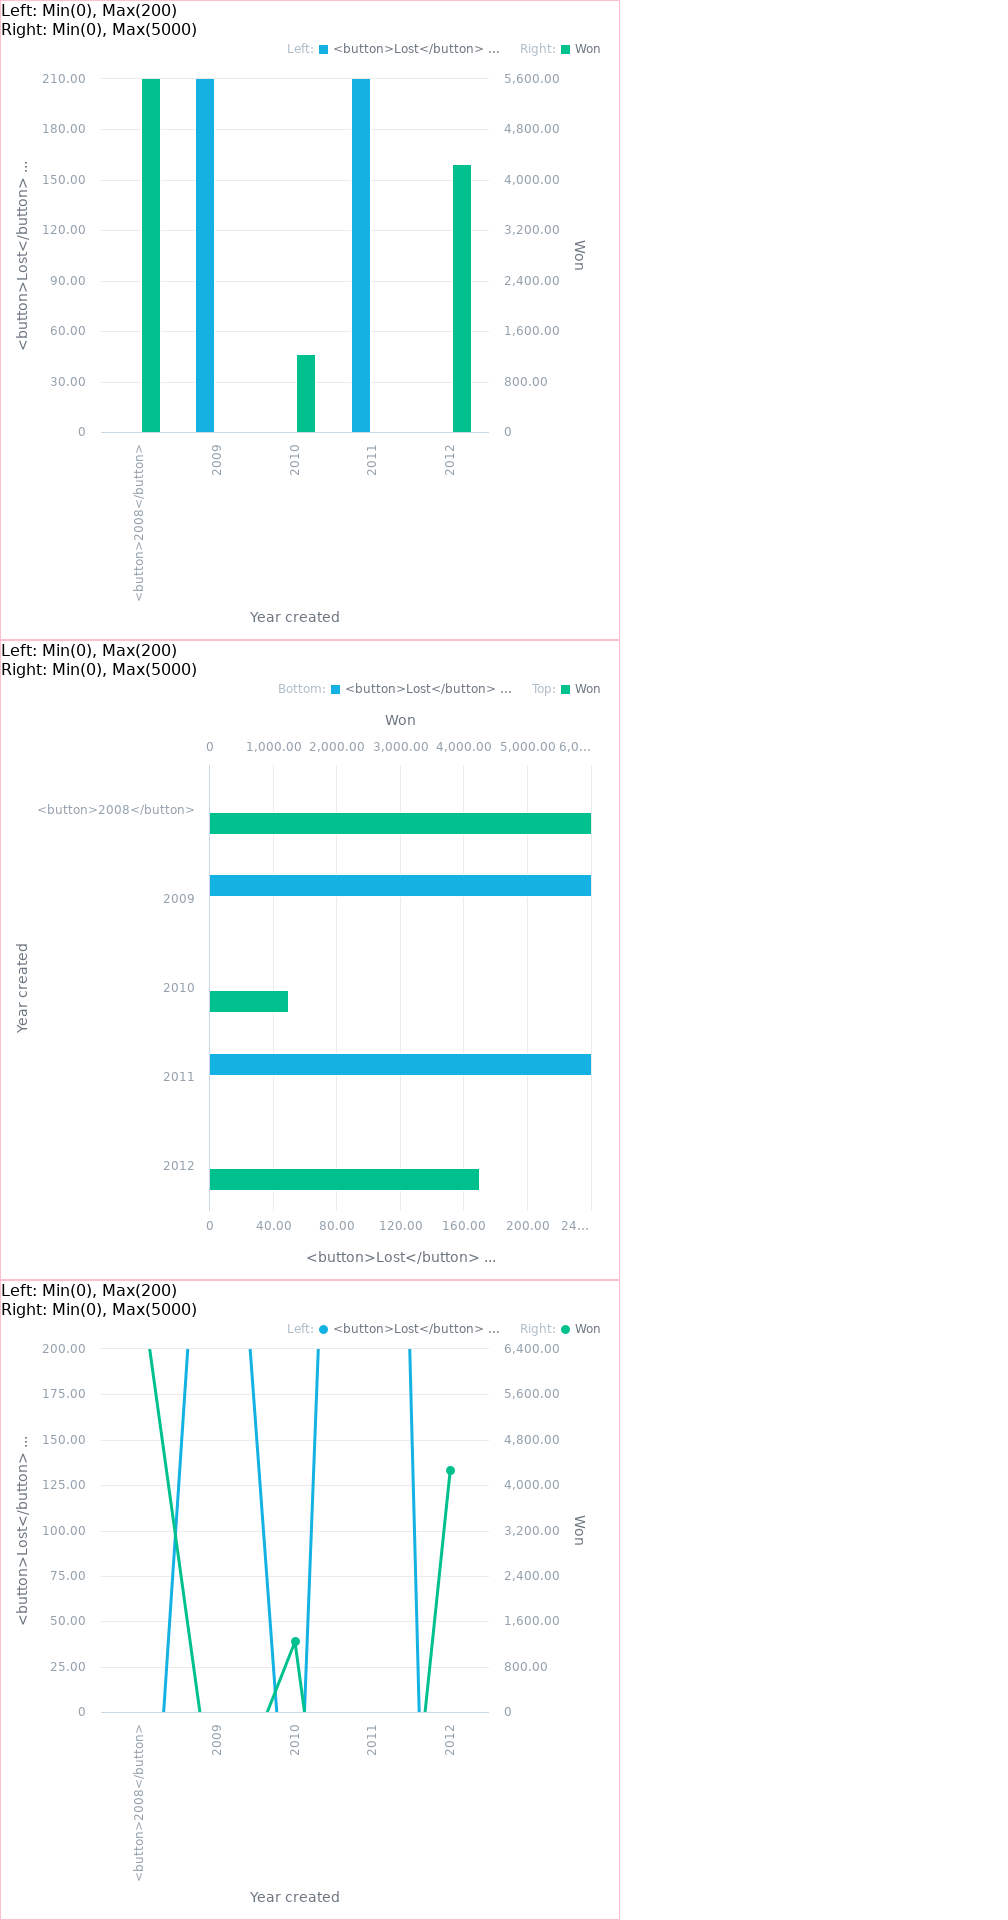 Left: Min(0), Max(200)
Right: Min(0), Max(5000)
Left: <button>Lost</button> ... Right: Won
210.00 5,600.00
180.00 4,800.00
150.00 4,000.00
120.00 3,200.00
90.00 2,400.00
60.00 1,600.00
30.00 800.00
0 0
<button>Lost</button> ...
Won
<button>2008</button> 2009 2010 2011 2012
Year created
Left: Min(0), Max(200)
Right: Min(0), Max(5000)
Bottom: <button>Lost</button> ... Top: Won
Won
0 1,000.00 2,000.00 3,000.00 4,000.00 5,000.00 6,0...
<button>2008</button>
2009
2010
2011
2012
Year created
0 40.00 80.00 120.00 160.00 200.00 24...
<button>Lost</button> ...
Left: Min(0), Max(200)
Right: Min(0), Max(5000)
Left: <button>Lost</button> ... Right: Won
200.00 6,400.00
175.00 5,600.00
150.00 4,800.00
125.00 4,000.00
100.00 3,200.00
75.00 2,400.00
50.00 1,600.00
25.00 800.00
0 0
<button>Lost</button> ...
Won
<button>2008</button> 2009 2010 2011 2012
Year created